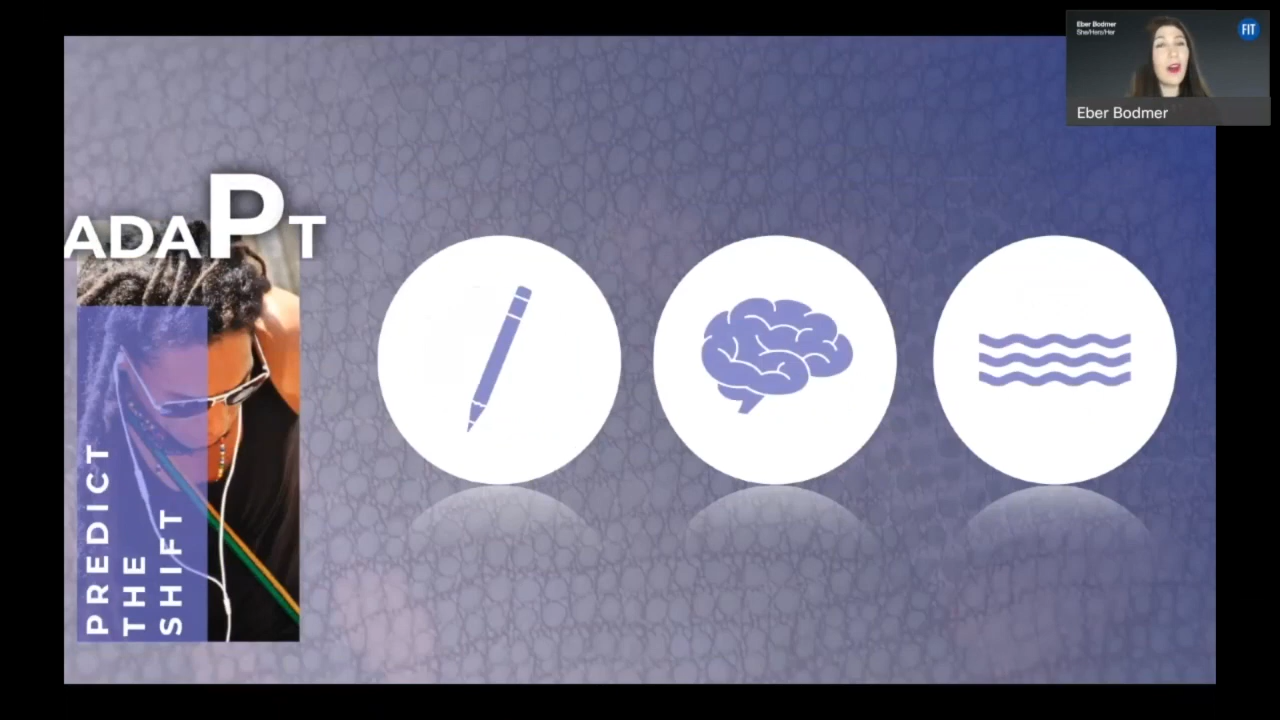 Eber Bodmer
She/Hers/Her
FIT
Eber Bodmer
ADAPT
PREDICT
THE
SHIFT